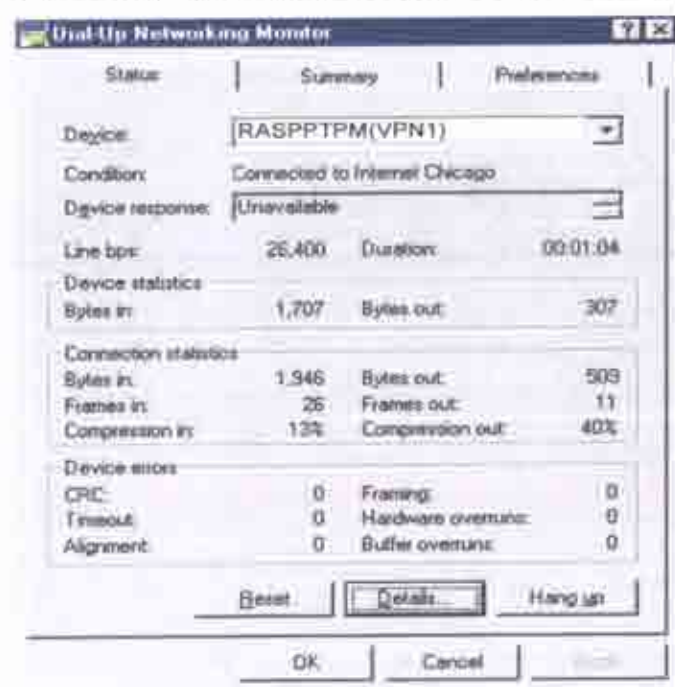 Dial-Up Networking Monitor
Status Summary Preferences
Device: RASPPTPM(VPN1)
Condition: Connected to Internet Chicago
Device response: Unavailable
Line bps: 26,400 Duration: 00:01:04
Device statistics
Bytes in: 1,707 Bytes out: 307
Connection statistics
Bytes in: 1,946 Bytes out: 509
Frames in: 26 Frames out: 11
Compression in: 13% Compression out: 40%
Device errors
CRC: 0 Framing: 0
Timeout: 0 Hardware overruns: 0
Alignment: 0 Buffer overruns: 0
Reset Details... Hang up
OK Cancel